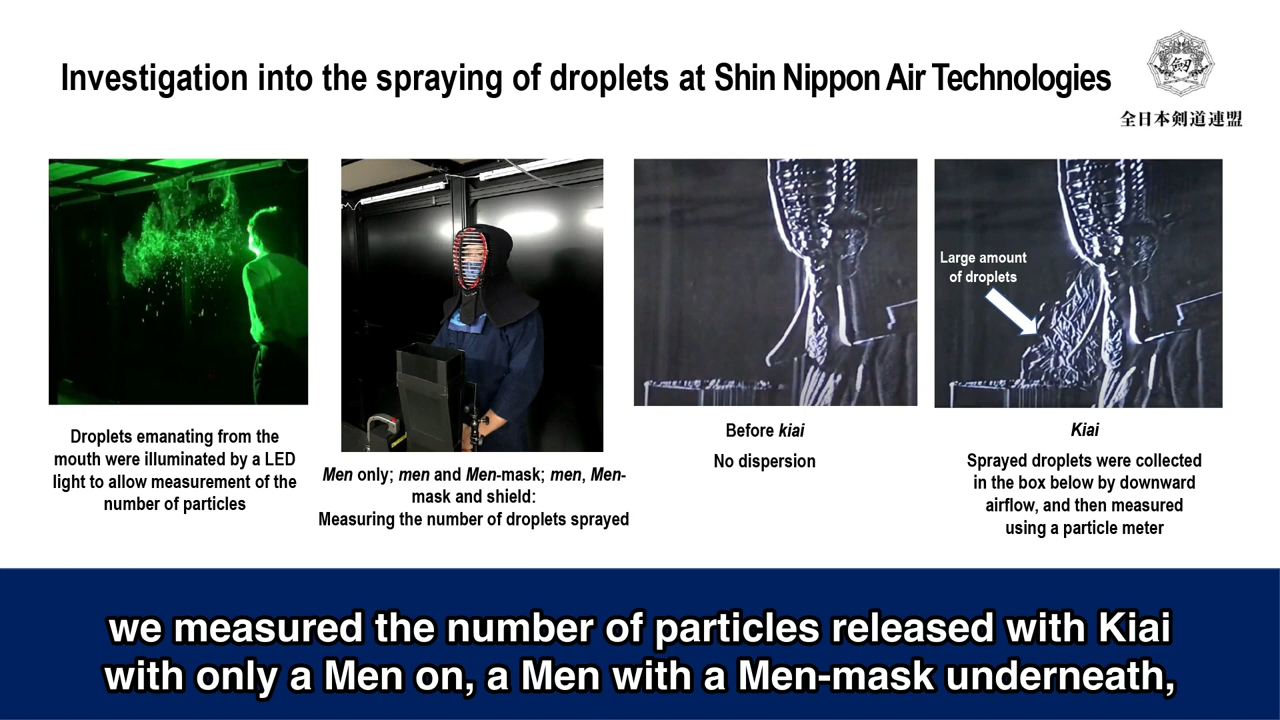 Investigation into the spraying of droplets at Shin Nippon Air Technologies
全日本剣道連盟
Droplets emanating from the
mouth were illuminated by a LED
light to allow measurement of the
number of particles
Men only; men and Men-mask; men, Men-
mask and shield:
Measuring the number of droplets sprayed
Before kiai
No dispersion
Large amount
of droplets
Kiai
Sprayed droplets were collected
in the box below by downward
airflow, and then measured
using a particle meter
we measured the number of particles released with Kiai
with only a Men on, a Men with a Men-mask underneath,